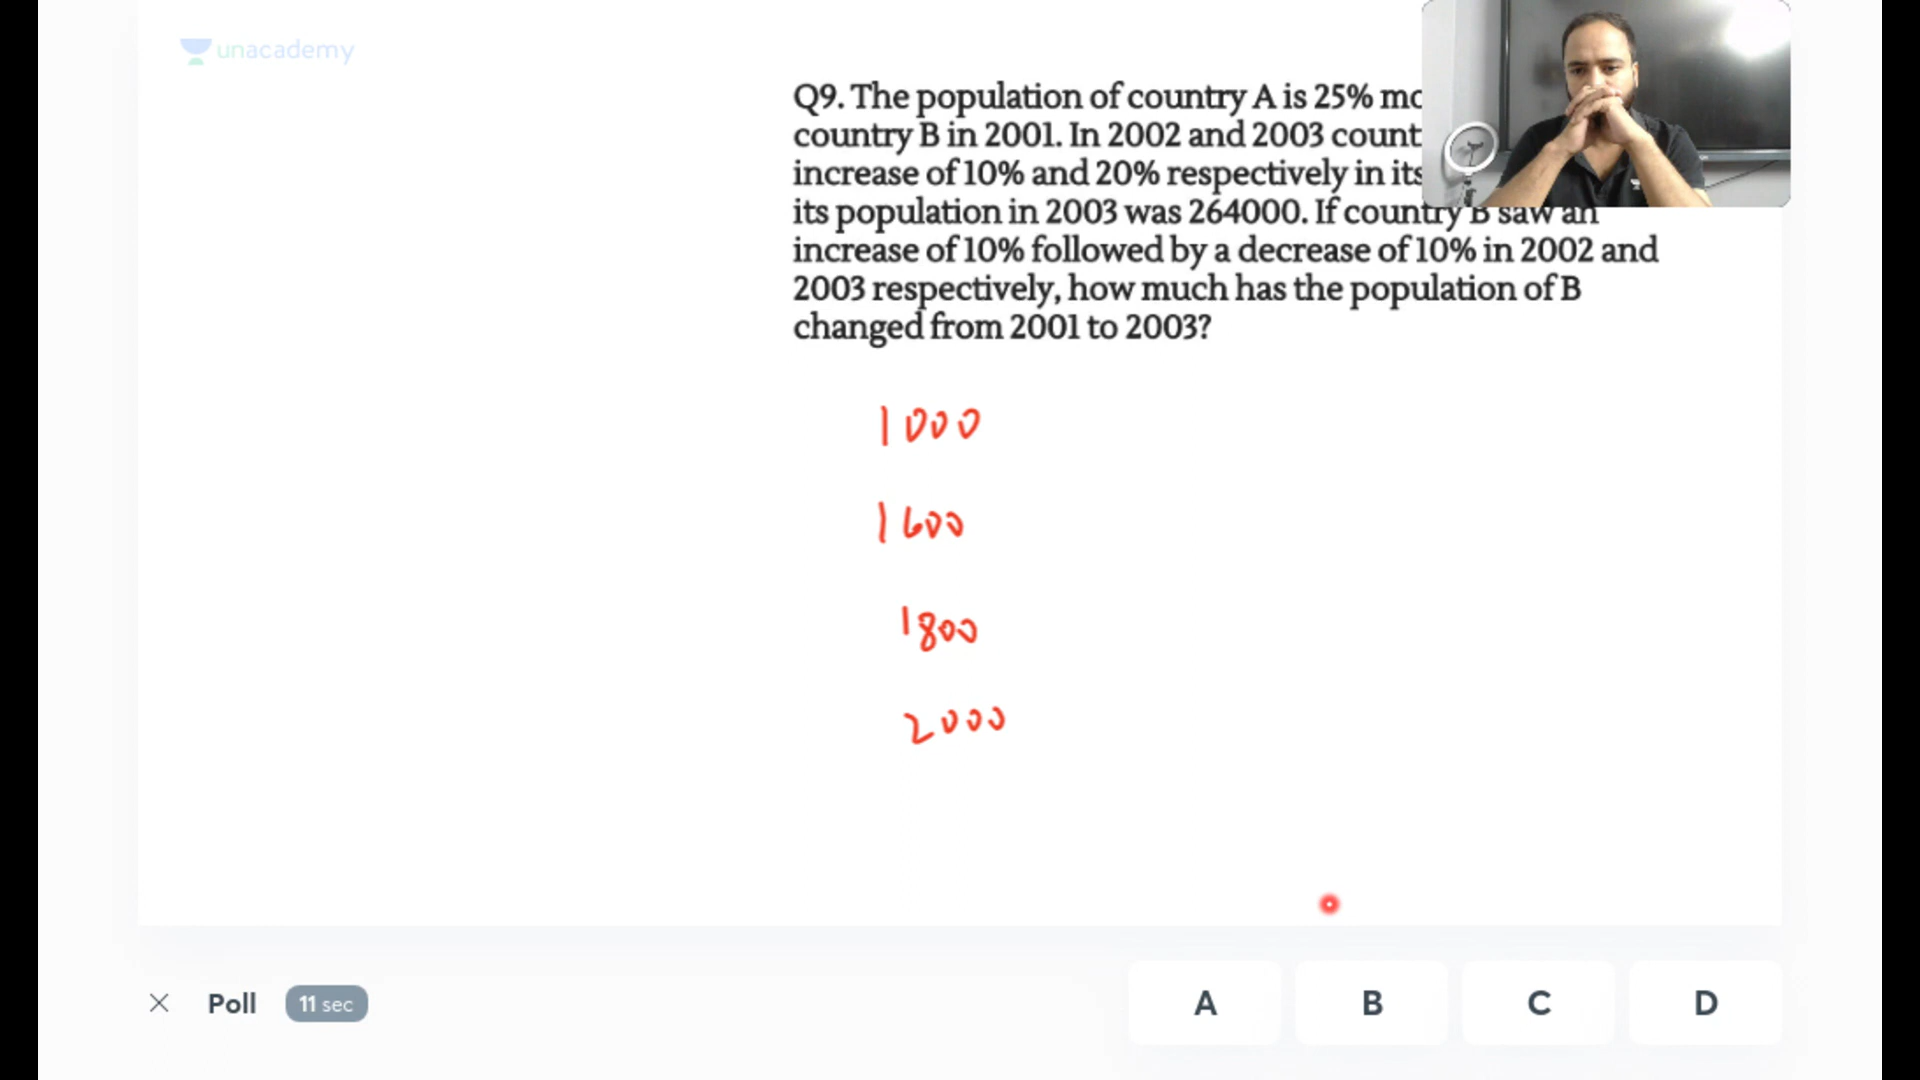 unacademy
Q9. The population of country A is 25%
country B in 2001. In 2002 and 2003
increase of 10% and 20% respectively in its
its population in 2003 was 264000. If country B saw an
increase of 10% followed by a decrease of 10% in 2002 and
2003 respectively, how much has the population of B
changed from 2001 to 2003?
1000
1600
1800
2000
Poll 11 sec A B C D